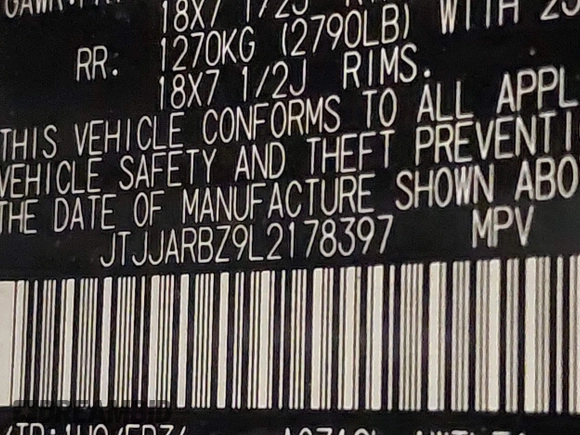 18X7 1/2J
RR: 1270KG (2790LB) WITH
18X7 1/2J RIMS.
THIS VEHICLE CONFORMS TO ALL APPL
VEHICLE SAFETY AND THEFT PREVENTI
THE DATE OF MANUFACTURE SHOWN ABO
JTJJARBZ9L2178397 MPV